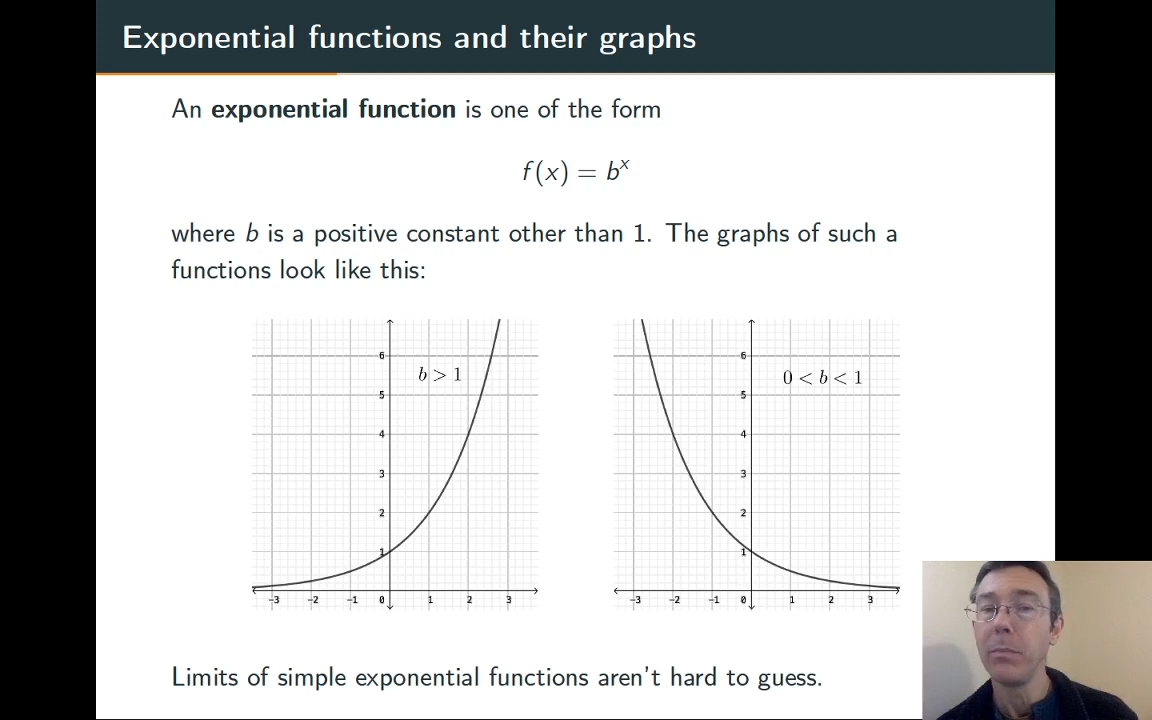 Exponential functions and their graphs
An exponential function is one of the form
f(x) = bˣ
where b is a positive constant other than 1. The graphs of such a
functions look like this:
6
b > 1
5
4
3
2
1
-3 -2 -1 0 1 2 3
6
0 < b < 1
5
4
3
2
1
-3 -2 -1 0 1 2 3
Limits of simple exponential functions aren't hard to guess.